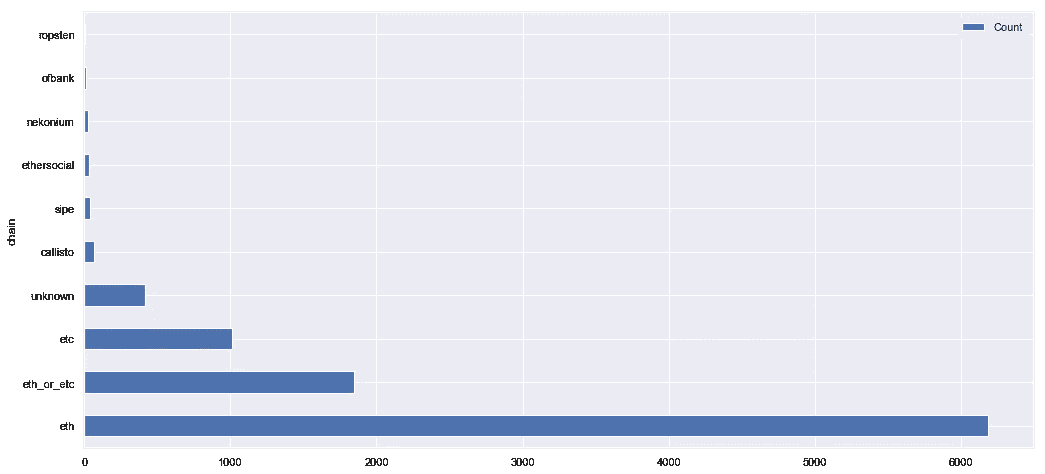 ropsten
Count
ofbank
nekonium
ethersocial
sipe
chain
callisto
unknown
etc
eth_or_etc
eth
0 1000 2000 3000 4000 5000 6000